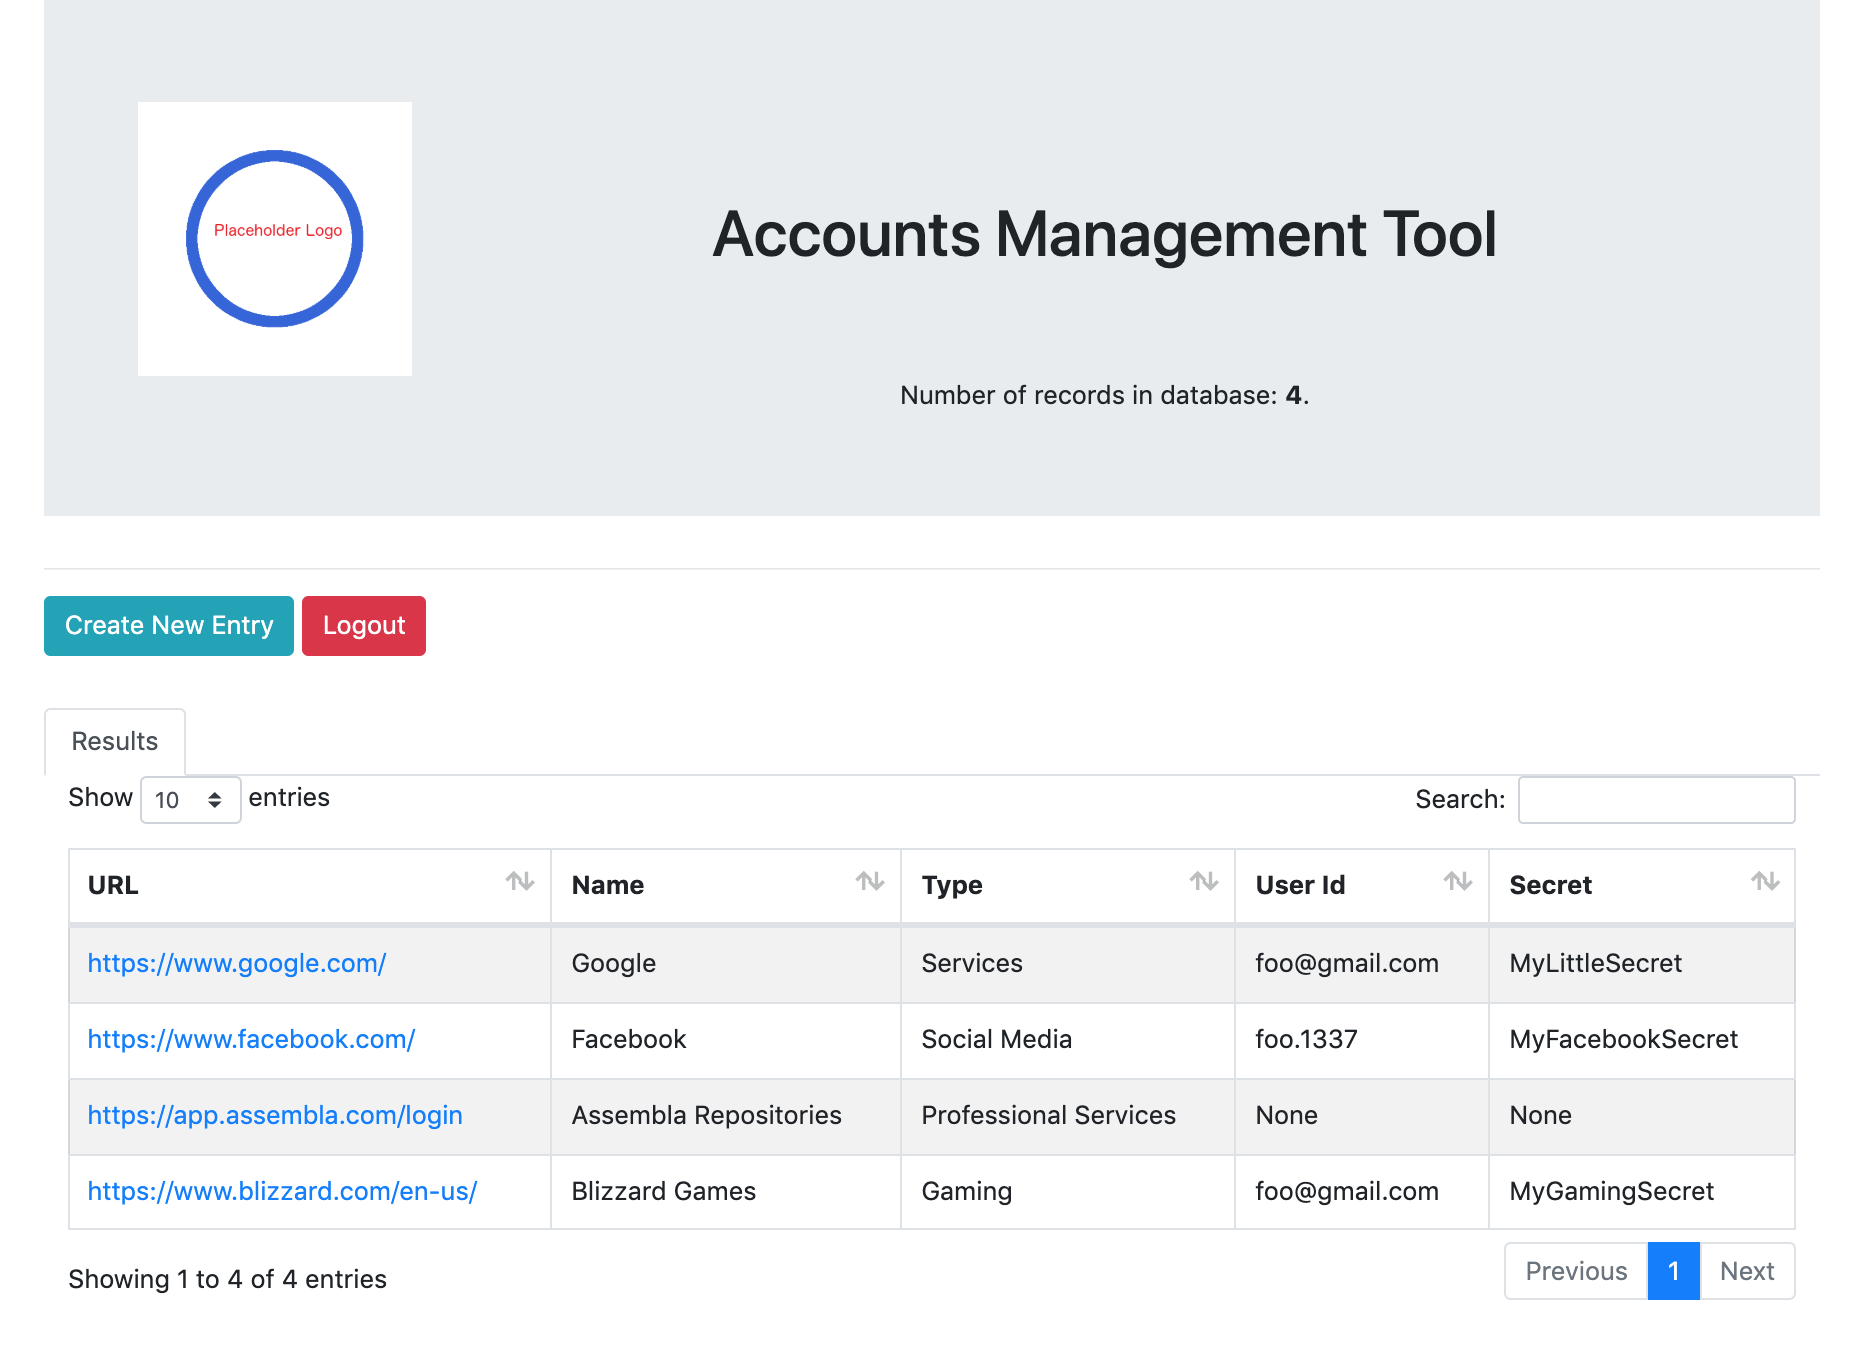 Placeholder Logo
Accounts Management Tool
Number of records in database: 4.
Create New Entry Logout
Results
Show 10 entries Search:
URL Name Type User Id Secret
https://www.google.com/ Google Services foo@gmail.com MyLittleSecret
https://www.facebook.com/ Facebook Social Media foo.1337 MyFacebookSecret
https://app.assembla.com/login Assembla Repositories Professional Services None None
https://www.blizzard.com/en-us/ Blizzard Games Gaming foo@gmail.com MyGamingSecret
Showing 1 to 4 of 4 entries Previous 1 Next